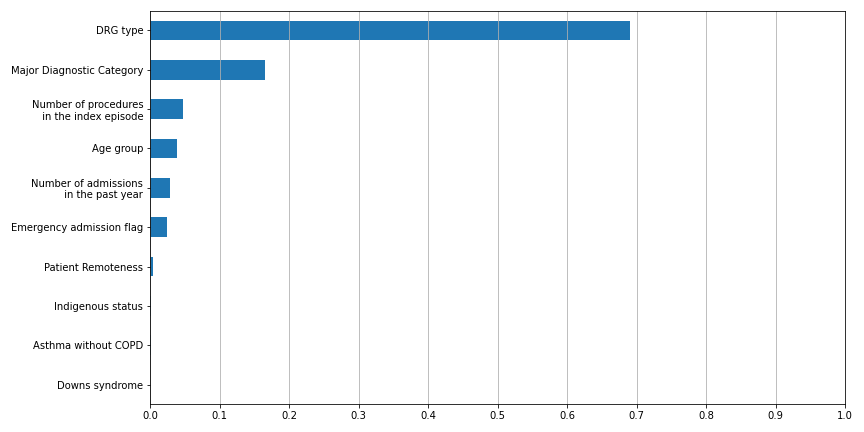 DRG type
Major Diagnostic Category
Number of procedures
in the index episode
Age group
Number of admissions
in the past year
Emergency admission flag
Patient Remoteness
Indigenous status
Asthma without COPD
Downs syndrome
0.0 0.1 0.2 0.3 0.4 0.5 0.6 0.7 0.8 0.9 1.0